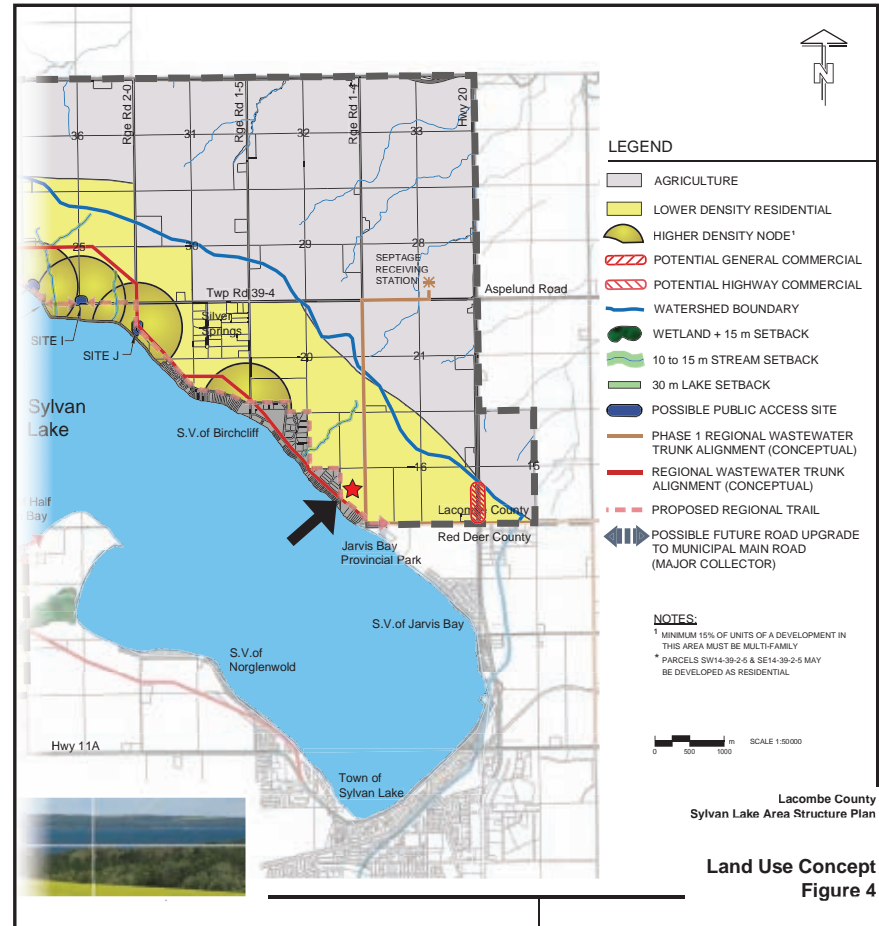 Rge Rd 2-0
Rge Rd 1-5
Rge Rd 1-4
Hwy 20
36
31
32
33
25
30
29
28
SEPTAGE
RECEIVING
STATION
Twp Rd 39-4
Aspelund Road
Silver
Springs
SITE I
SITE J
20
21
Sylvan
Lake
S.V.of Birchcliff
16
15
Lacombe County
Red Deer County
Half
Bay
Jarvis Bay
Provincial Park
S.V.of Jarvis Bay
S.V.of
Norglenwold
Hwy 11A
Town of
Sylvan Lake
N
LEGEND
AGRICULTURE
LOWER DENSITY RESIDENTIAL
HIGHER DENSITY NODE¹
POTENTIAL GENERAL COMMERCIAL
POTENTIAL HIGHWAY COMMERCIAL
WATERSHED BOUNDARY
WETLAND + 15 m SETBACK
10 to 15 m STREAM SETBACK
30 m LAKE SETBACK
POSSIBLE PUBLIC ACCESS SITE
PHASE 1 REGIONAL WASTEWATER
TRUNK ALIGNMENT (CONCEPTUAL)
REGIONAL WASTEWATER TRUNK
ALIGNMENT (CONCEPTUAL)
PROPOSED REGIONAL TRAIL
POSSIBLE FUTURE ROAD UPGRADE
TO MUNICIPAL MAIN ROAD
(MAJOR COLLECTOR)
NOTES:
¹ MINIMUM 15% OF UNITS OF A DEVELOPMENT IN
THIS AREA MUST BE MULTI-FAMILY
* PARCELS SW14-39-2-5 & SE14-39-2-5 MAY
BE DEVELOPED AS RESIDENTIAL
m SCALE 1:50000
0 500 1000
Lacombe County
Sylvan Lake Area Structure Plan
Land Use Concept
Figure 4